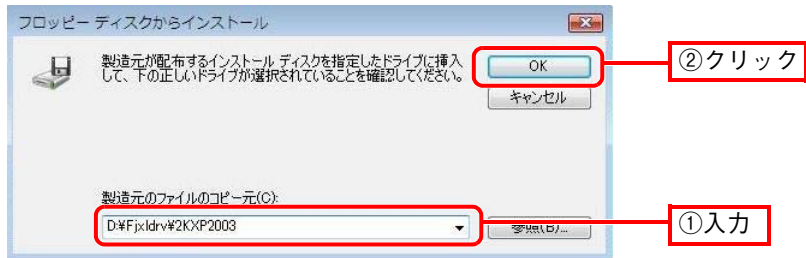 フロッピー ディスクからインストール
製造元が配布するインストール ディスクを指定したドライブに挿入
して、下の正しいドライブが選択されていることを確認してください。
OK
②クリック
キャンセル
製造元のファイルのコピー元(C):
D:¥Fjxldrv¥2KXP2003
参照(B)...
①入力